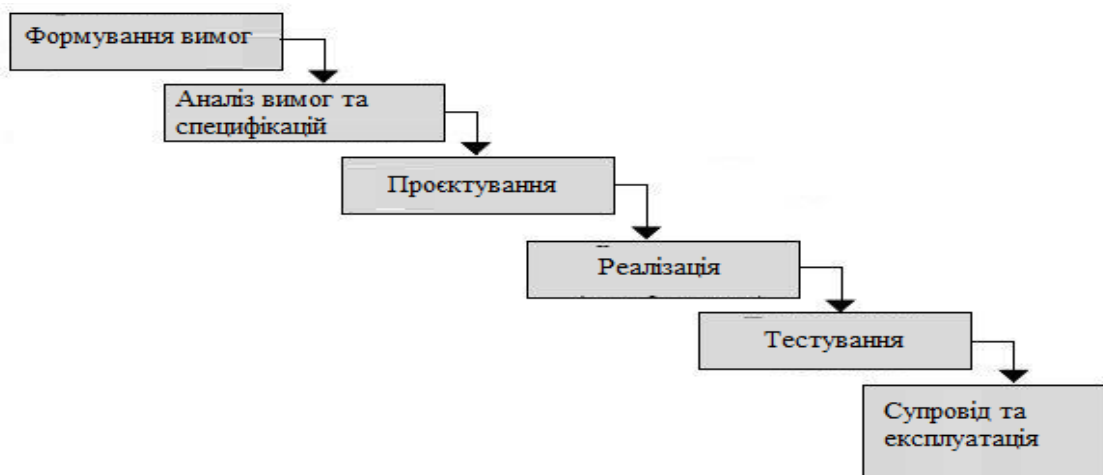 Формування вимог
Аналіз вимог та
специфікацій
Проєктування
Реалізація
Тестування
Супровід та
експлуатація